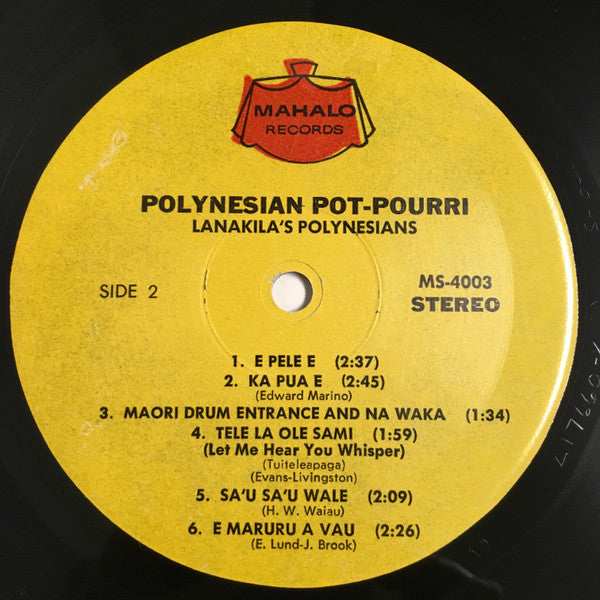 MAHALO
RECORDS
POLYNESIAN POT-POURRI
LANAKILA'S POLYNESIANS
SIDE 2
MS-4003
STEREO
1. E PELE E (2:37)
2. KA PUA E (2:45)
(Edward Marino)
3. MAORI DRUM ENTRANCE AND NA WAKA (1:34)
4. TELE LA OLE SAMI (1:59)
(Let Me Hear You Whisper)
(Tuiteleapaga)
(Evans-Livingston)
5. SA'U SA'U WALE (2:09)
(H. W. Waiau)
6. E MARURU A VAU (2:26)
(E. Lund-J. Brook)